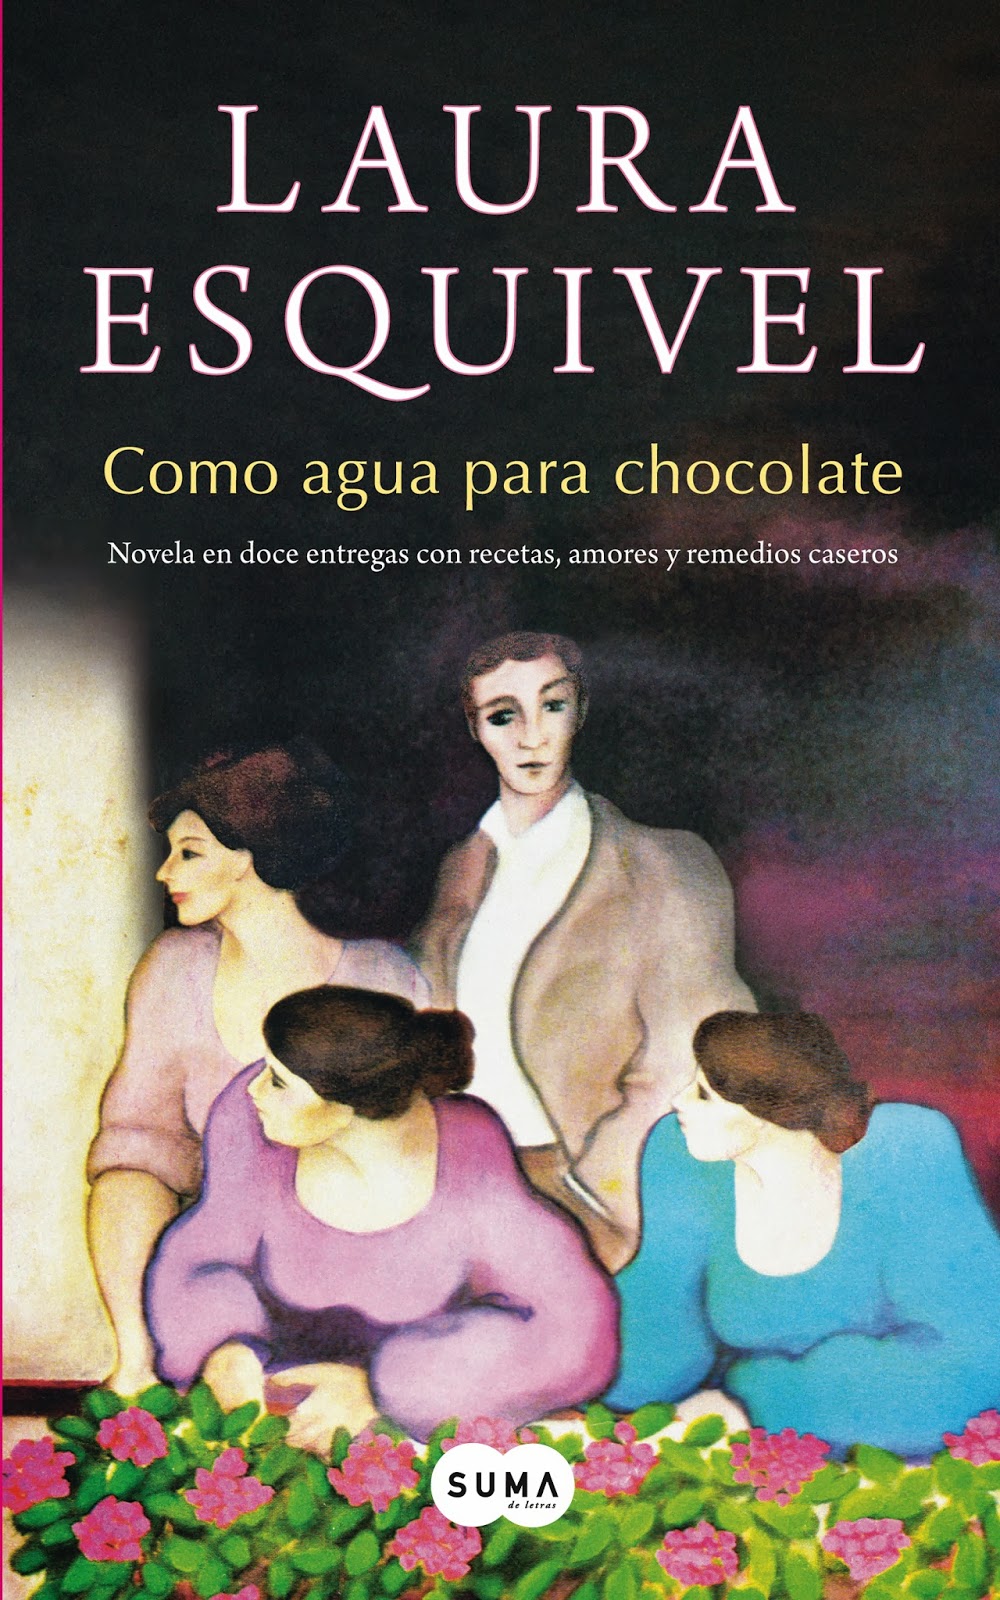 LAURA
ESQUIVEL
Como agua para chocolate
Novela en doce entregas con recetas, amores y remedios caseros
SUMA
de letras